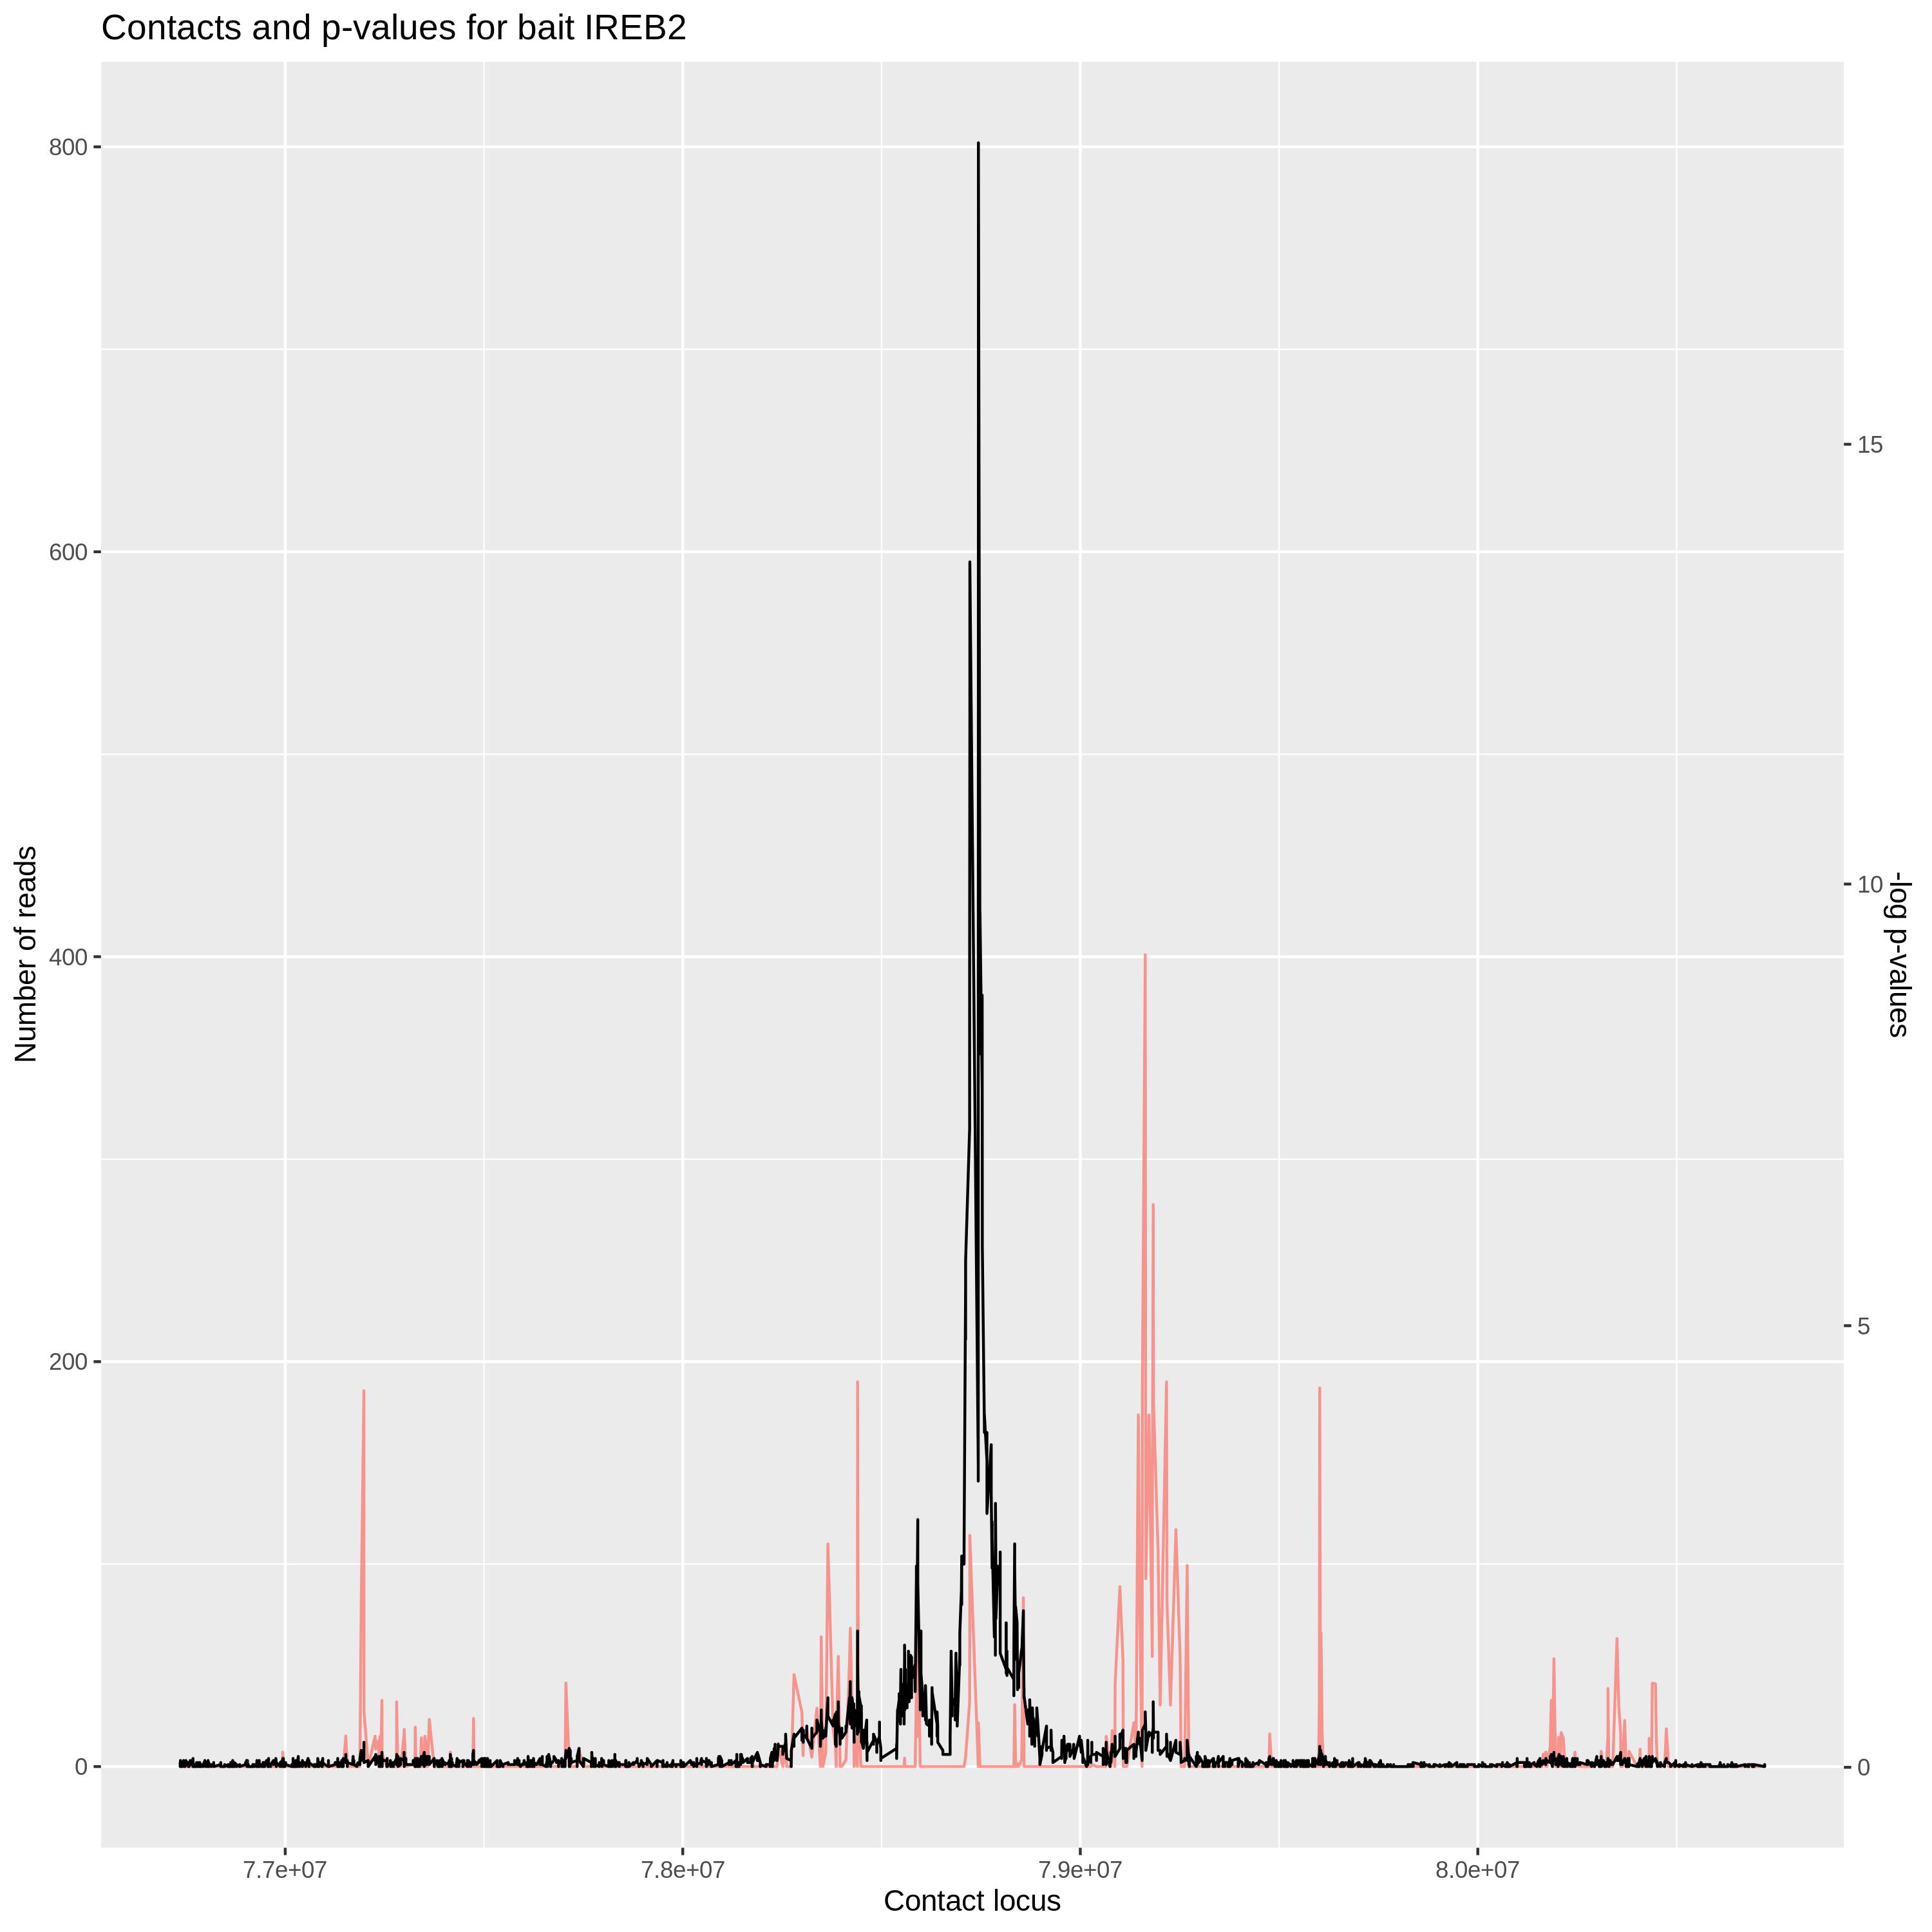 Contacts and p-values for bait IREB2
800
600
400
200
0
Number of reads
15
10
5
0
-log p-values
7.7e+07
7.8e+07
7.9e+07
8.0e+07
Contact locus